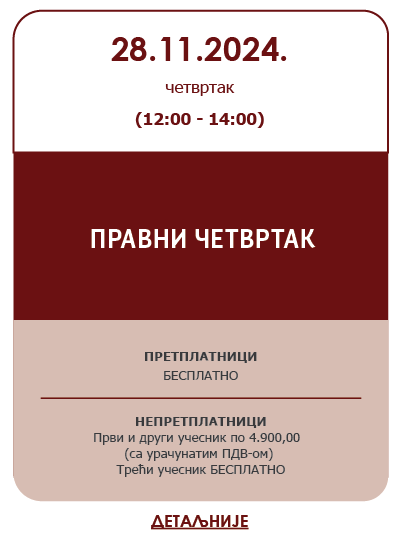 28.11.2024.
четвртак
(12:00 - 14:00)
ПРАВНИ ЧЕТВРТАК
ПРЕТПЛАТНИЦИ
БЕСПЛАТНО
НЕПРЕТПЛАТНИЦИ
Први и други учесник по 4.900,00
(са урачунатим ПДВ-ом)
Трећи учесник БЕСПЛАТНО
ДЕТАЉНИЈЕ